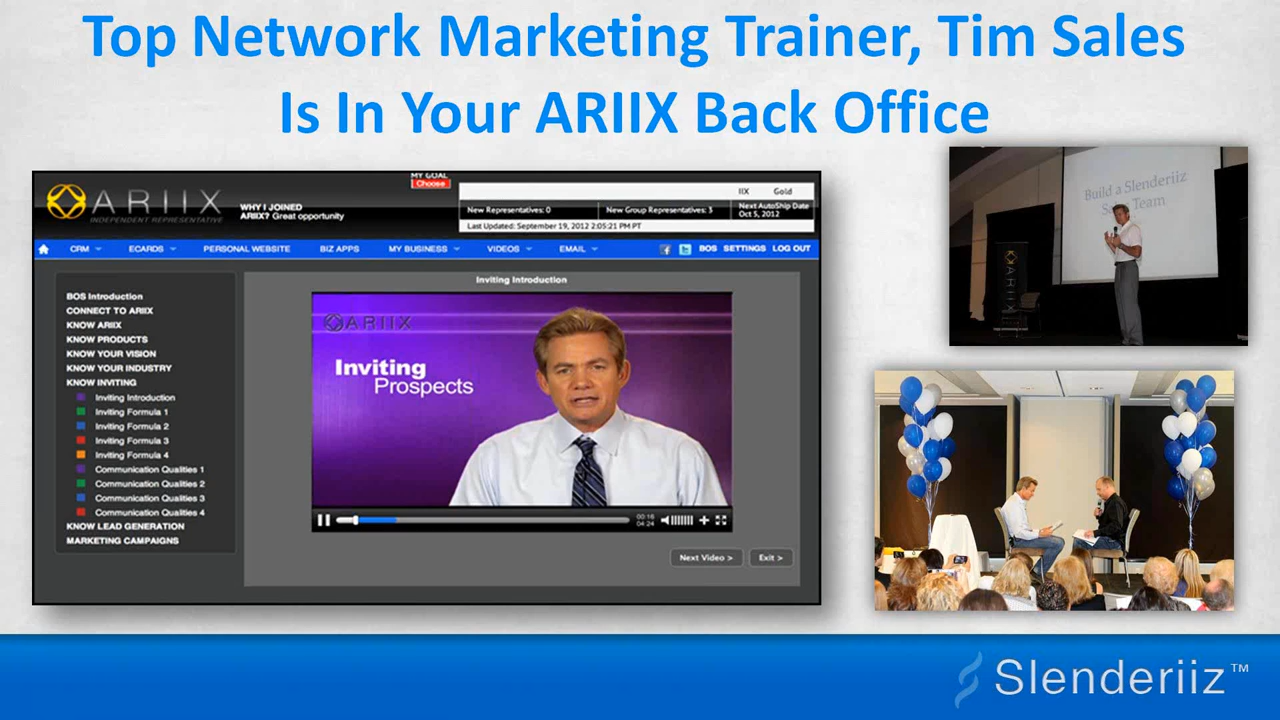 Top Network Marketing Trainer, Tim Sales
Is In Your ARIIX Back Office
ARIIX
INDEPENDENT REPRESENTATIVE
WHY I JOINED
ARIIX? Great opportunity
MY GOAL
Choose
IIX Gold
New Representatives: 0
New Group Representatives: 3
Next AutoShip Date
Oct 5, 2012
Last Updated: September 19, 2012 2:05:21 PM PT
CRM
ECARDS
PERSONAL WEBSITE
BIZ APPS
MY BUSINESS
VIDEOS
EMAIL
BOS
SETTINGS
LOG OUT
BOS Introduction
CONNECT TO ARIIX
KNOW ARIIX
KNOW PRODUCTS
KNOW YOUR VISION
KNOW YOUR INDUSTRY
KNOW INVITING
Inviting Introduction
Inviting Formula 1
Inviting Formula 2
Inviting Formula 3
Inviting Formula 4
Communication Qualities 1
Communication Qualities 2
Communication Qualities 3
Communication Qualities 4
KNOW LEAD GENERATION
MARKETING CAMPAIGNS
Inviting Introduction
ARIIX
Inviting
Prospects
00:16
04:24
Next Video >
Exit >
Build a Slenderiiz
Team
ARIIX
Slenderiiz™